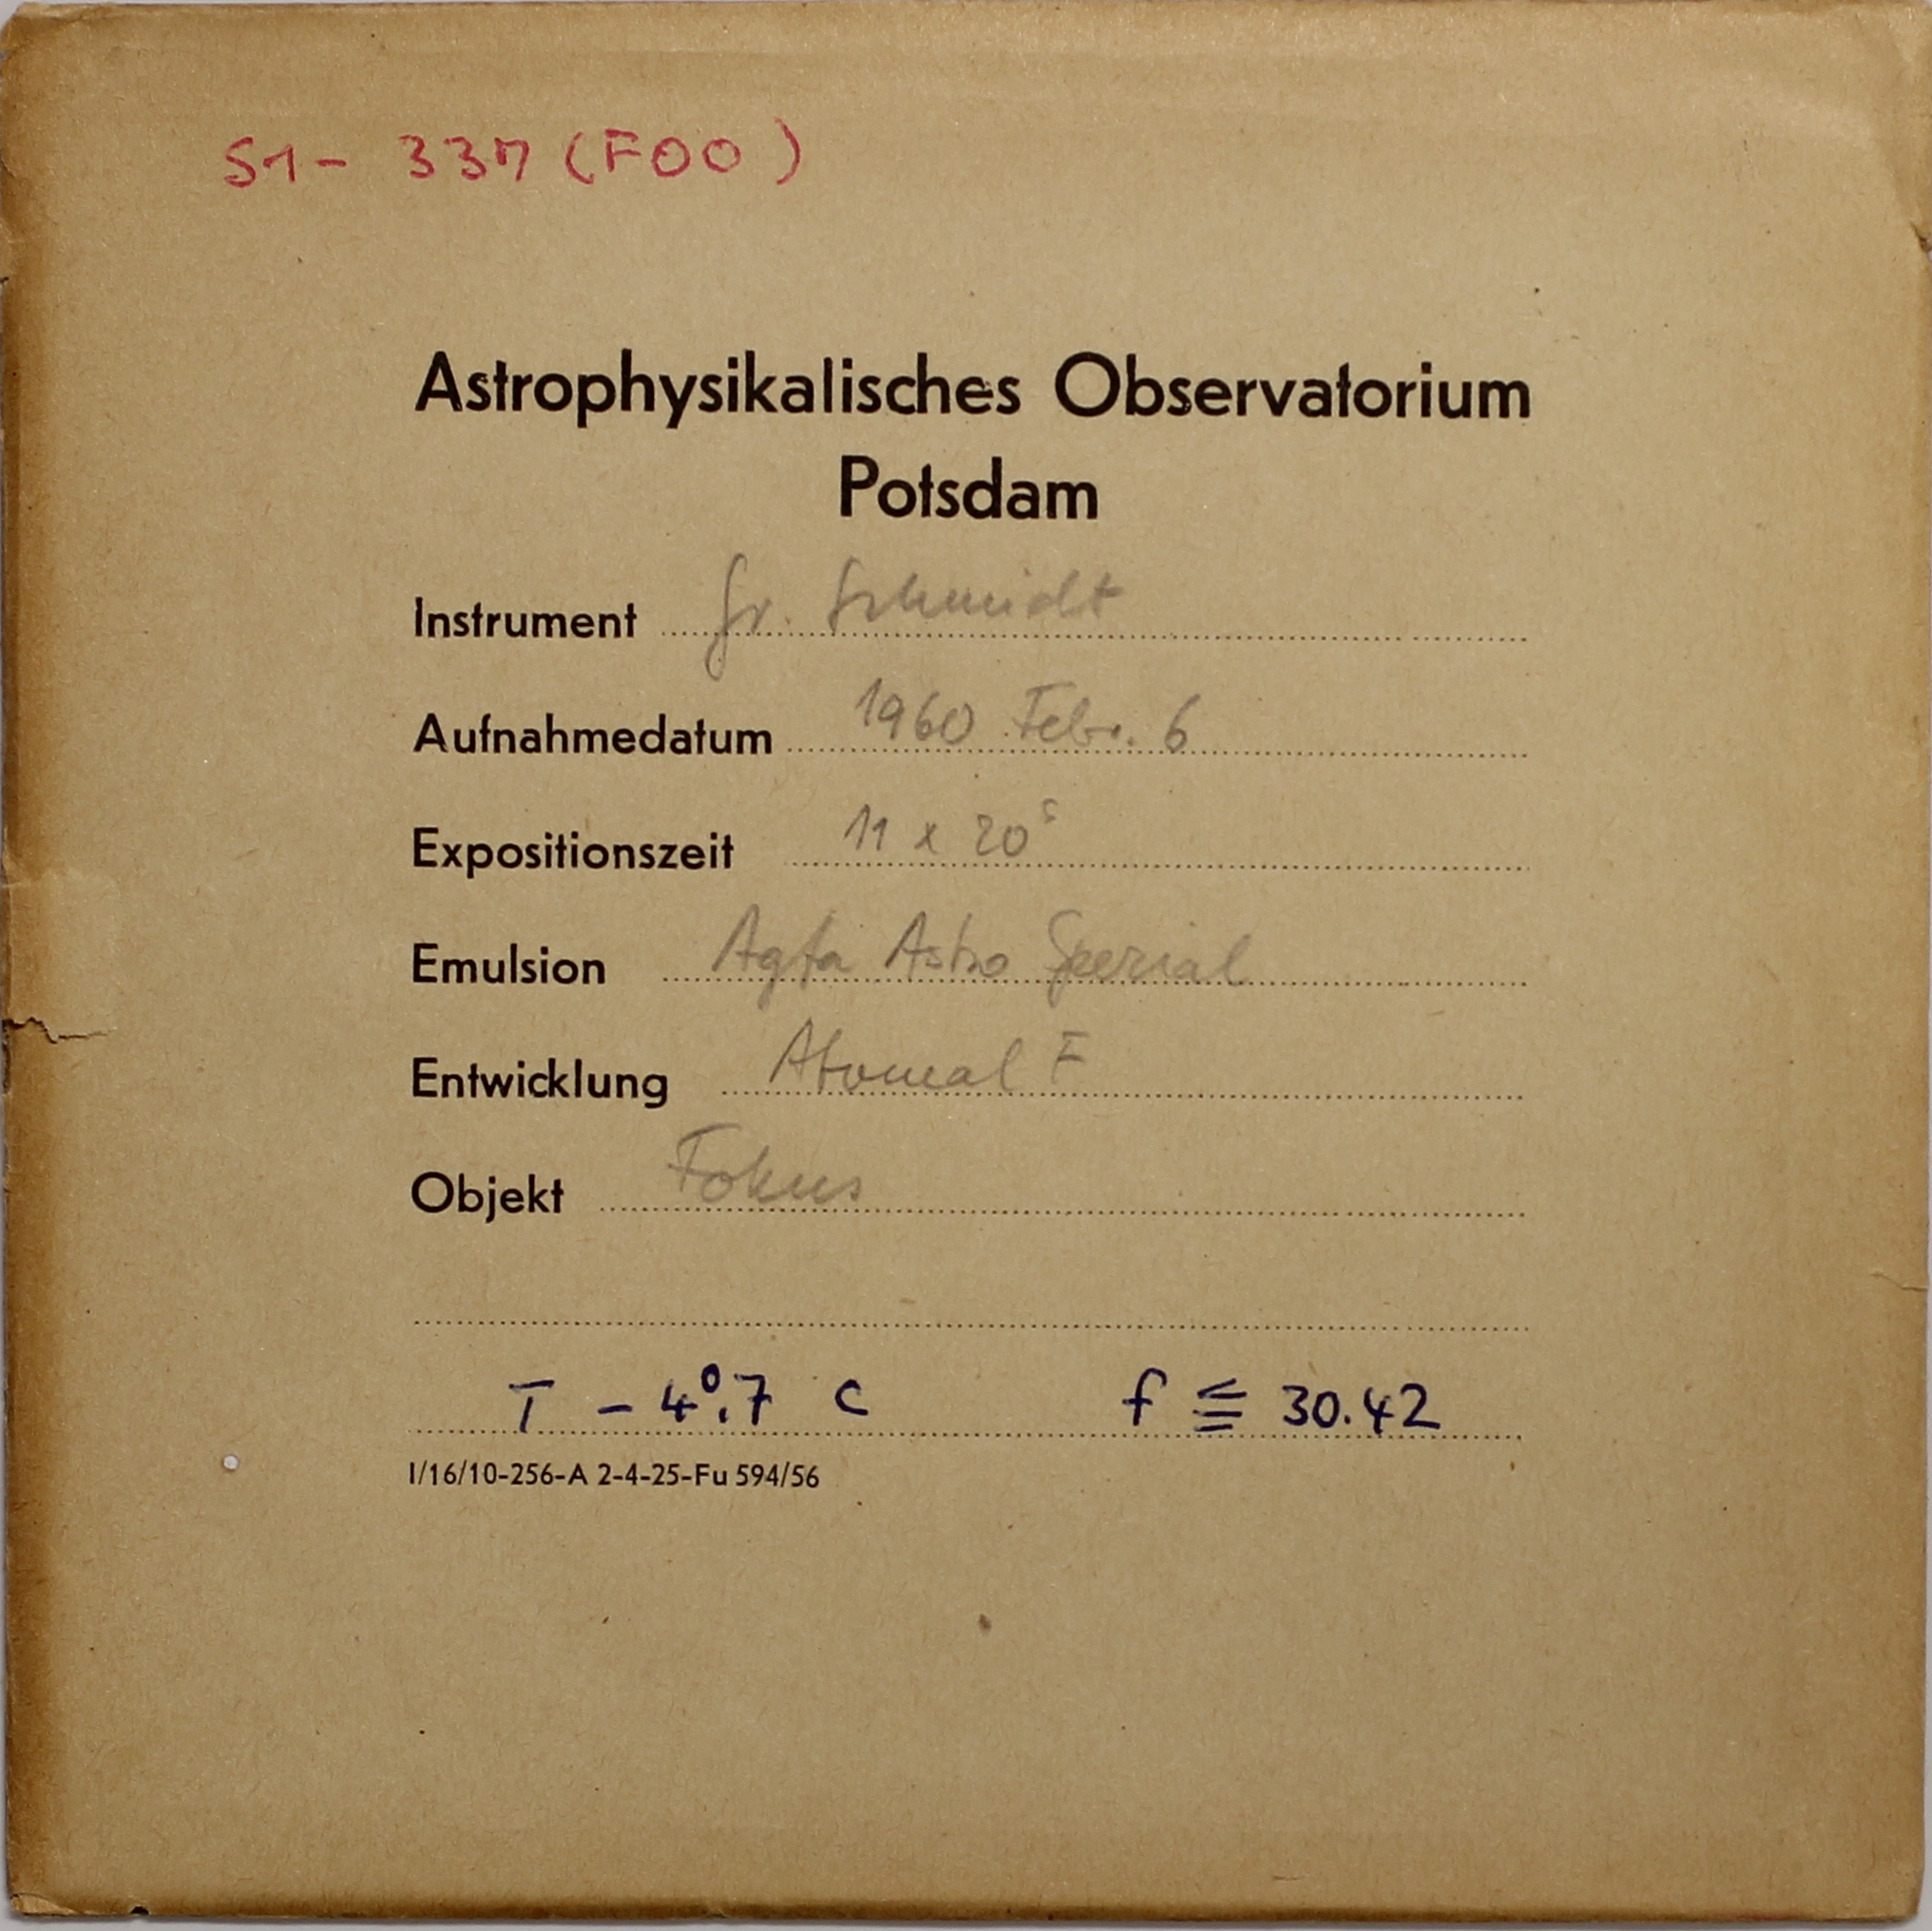 S1- 337 (F00)
Astrophysikalisches Observatorium
Potsdam
Instrument Gr. Schmidt
Aufnahmedatum 1960 Febr. 6
Expositionszeit 11 x 20ˢ
Emulsion Agfa Astro Spezial
Entwicklung Atomal F
Objekt Fokus
T - 4°.7 C f ≦ 30.42
I/16/10-256-A 2-4-25-Fu 594/56